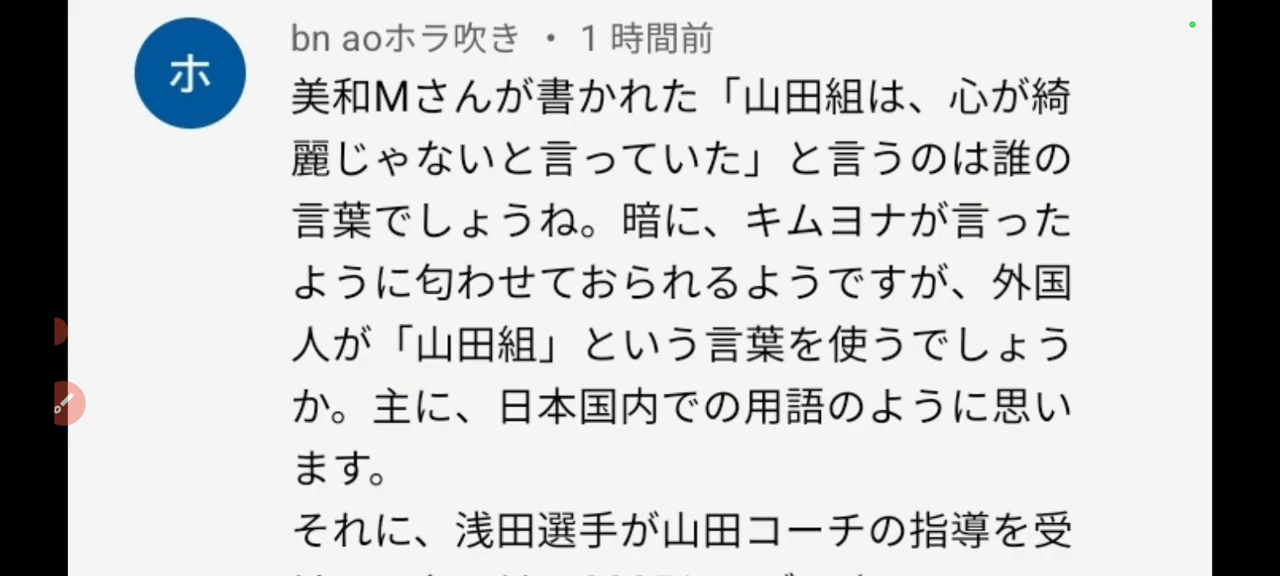 ホ
bn aoホラ吹き・1 時間前
美和Mさんが書かれた「山田組は、心が綺
麗じゃないと言っていた」と言うのは誰の
言葉でしょうね。暗に、キムヨナが言った
ように匂わせておられるようですが、外国
人が「山田組」という言葉を使うでしょう
か。主に、日本国内での用語のように思い
ます。
それに、浅田選手が山田コーチの指導を受